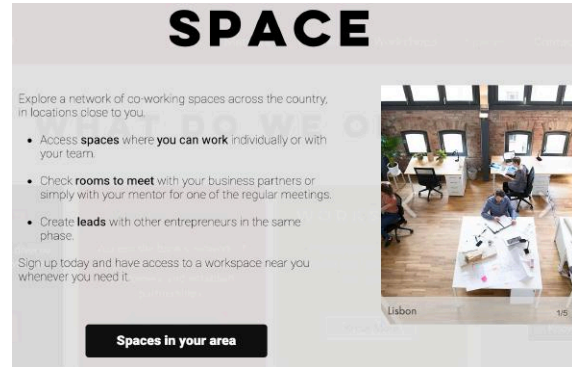 SPACE
Explore a network of co-working spaces across the country,
in locations close to you.
• Access spaces where you can work individually or with
your team.
• Check rooms to meet with your business partners or
simply with your mentor for one of the regular meetings.
• Create leads with other entrepreneurs in the same
phase.
Sign up today and have access to a workspace near you
whenever you need it.
Lisbon
1/5
Spaces in your area
WHAT DO WE O